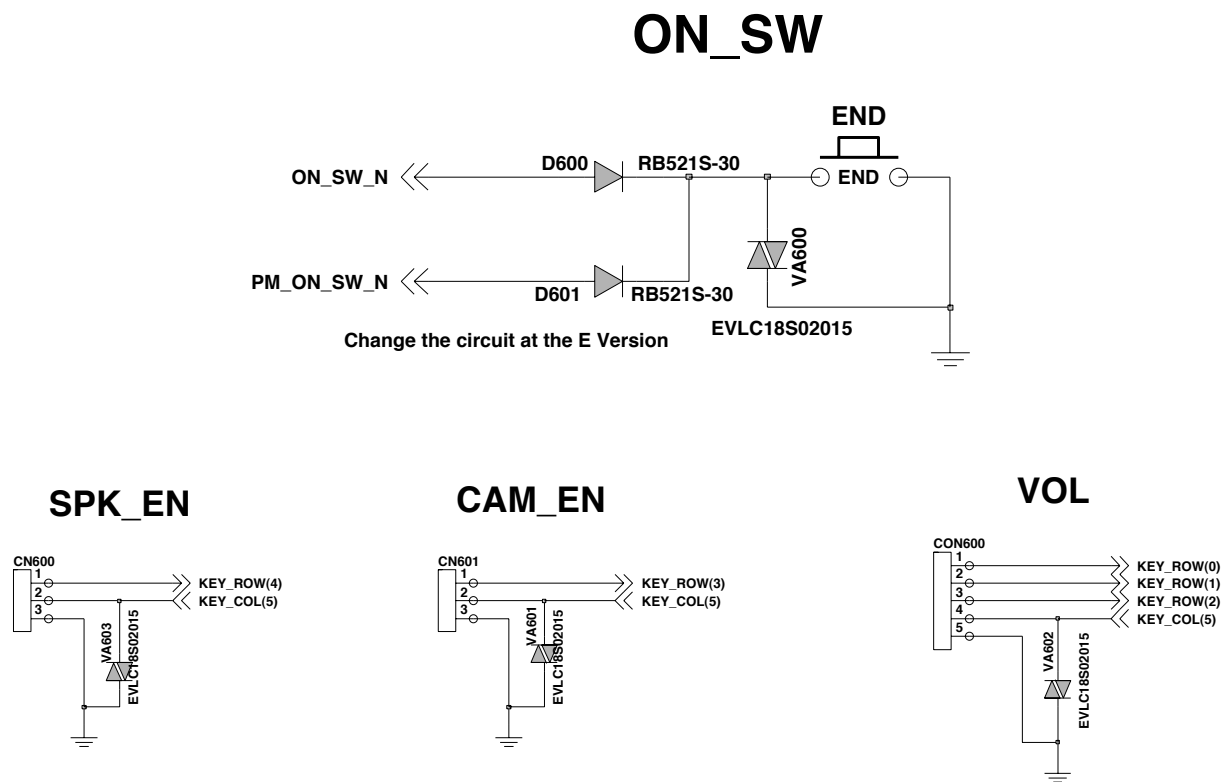 ON_SW
END
D600 RB521S-30
ON_SW_N
END
VA600
PM_ON_SW_N
D601 RB521S-30
EVLC18S02015
Change the circuit at the E Version
SPK_EN
CN600
1
KEY_ROW(4)
2
KEY_COL(5)
3
VA603
EVLC18S02015
CAM_EN
CN601
1
KEY_ROW(3)
2
KEY_COL(5)
3
VA601
EVLC18S02015
VOL
CON600
1
KEY_ROW(0)
2
KEY_ROW(1)
3
KEY_ROW(2)
4
KEY_COL(5)
5
VA602
EVLC18S02015